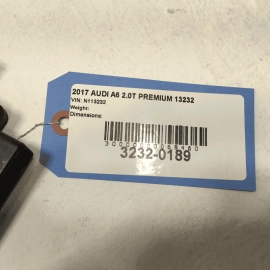 2017 AUDI A6 2.0T PREMIUM 13232
VIN: N113232
Weight:
Dimensions:
3232-0189